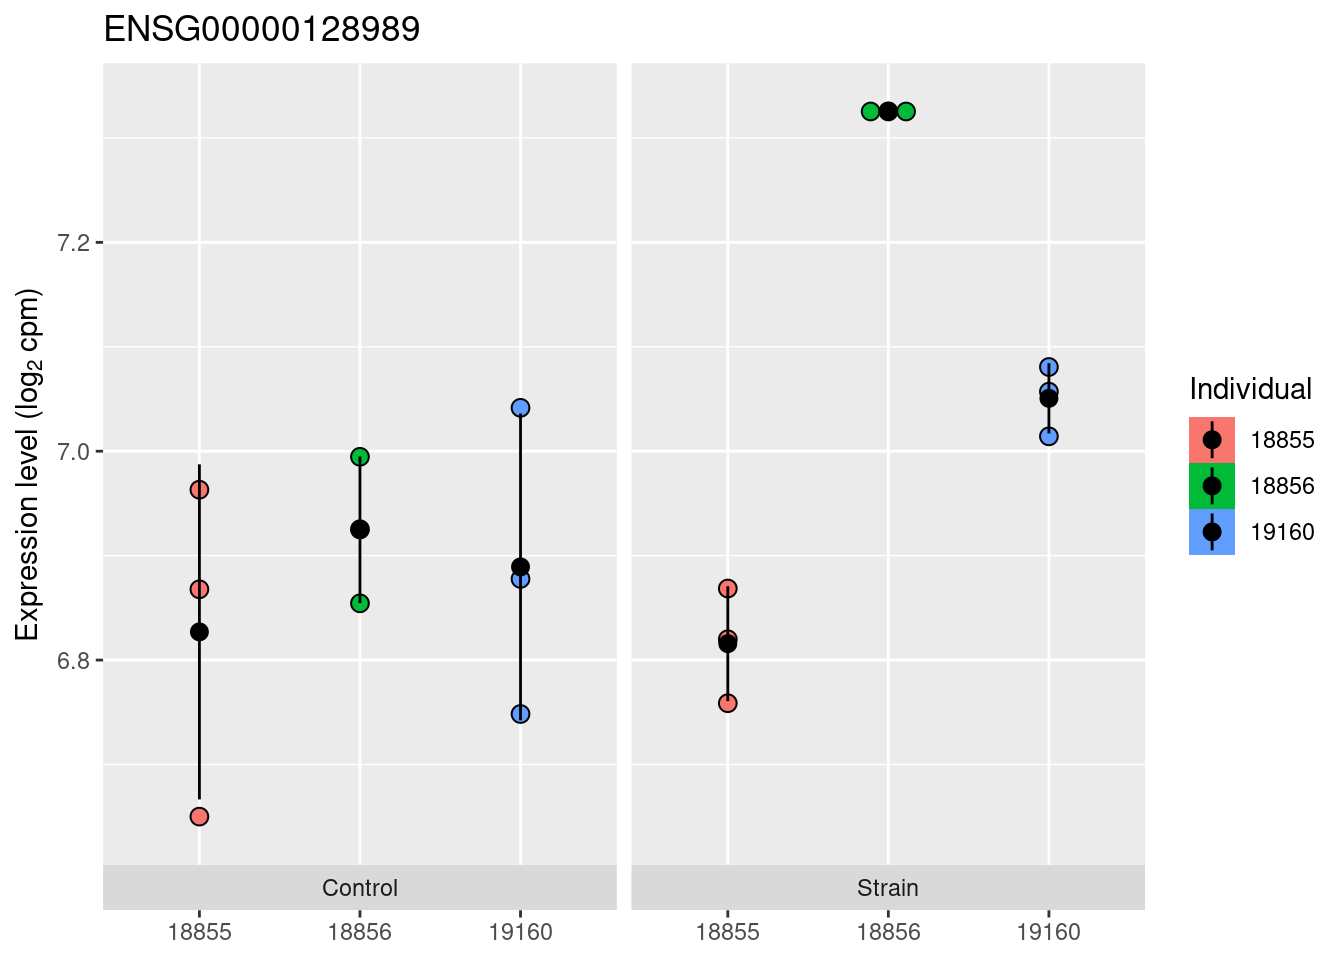 ENSG00000128989
Expression level (log₂ cpm)
7.2
7.0
6.8
Control
Strain
18855 18856 19160
18855 18856 19160
Individual
18855
18856
19160